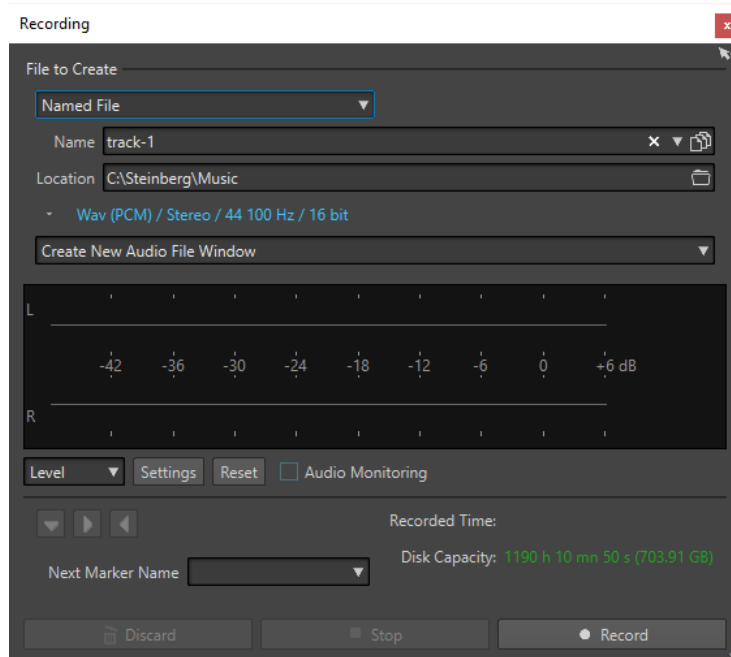 Recording
x
File to Create
Named File
Name track-1
Location C:\Steinberg\Music
Wav (PCM) / Stereo / 44 100 Hz / 16 bit
Create New Audio File Window
L
-42 -36 -30 -24 -18 -12 -6 0 +6 dB
R
Level Settings Reset Audio Monitoring
Recorded Time:
Disk Capacity: 1190 h 10 mn 50 s (703.91 GB)
Next Marker Name
Discard Stop Record